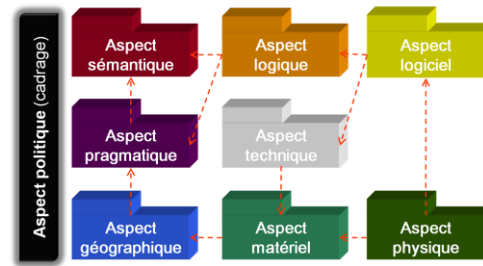 Aspect politique (cadrage)
Aspect
sémantique
Aspect
logique
Aspect
logiciel
Aspect
pragmatique
Aspect
technique
Aspect
géographique
Aspect
matériel
Aspect
physique